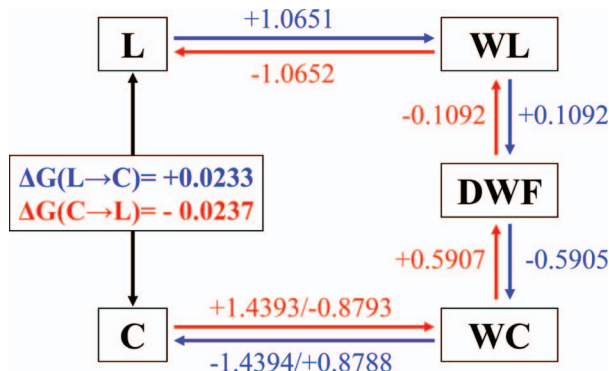 +1.0651
L
WL
-1.0652
-0.1092
+0.1092
ΔG(L→C)= +0.0233
ΔG(C→L)= - 0.0237
DWF
+0.5907
-0.5905
+1.4393/-0.8793
C
WC
-1.4394/+0.8788